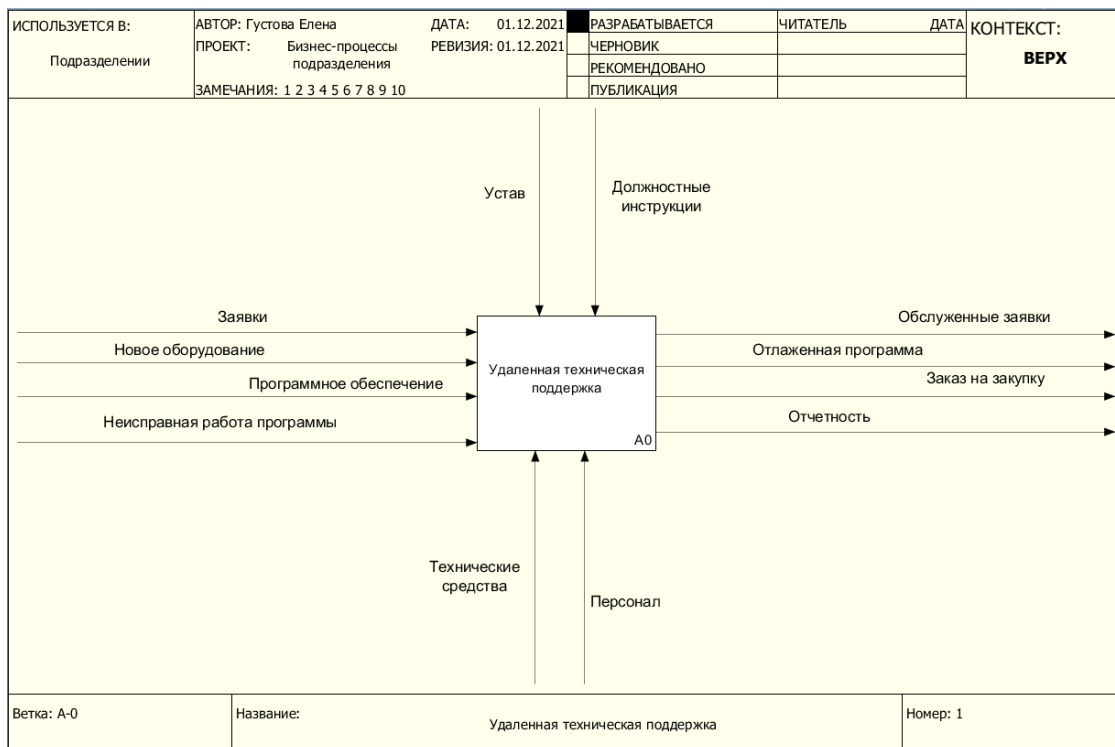 ИСПОЛЬЗУЕТСЯ В:
Подразделении
АВТОР: Густова Елена
ДАТА: 01.12.2021
ПРОЕКТ: Бизнес-процессы
подразделения
РЕВИЗИЯ: 01.12.2021
ЗАМЕЧАНИЯ: 1 2 3 4 5 6 7 8 9 10
РАЗРАБАТЫВАЕТСЯ
ЧЕРНОВИК
РЕКОМЕНДОВАНО
ПУБЛИКАЦИЯ
ЧИТАТЕЛЬ
ДАТА
КОНТЕКСТ:
ВЕРХ
Устав
Должностные
инструкции
Заявки
Новое оборудование
Программное обеспечение
Неисправная работа программы
Удаленная техническая
поддержка
A0
Обслуженные заявки
Отлаженная программа
Заказ на закупку
Отчетность
Технические
средства
Персонал
Ветка: A-0
Название:
Удаленная техническая поддержка
Номер: 1